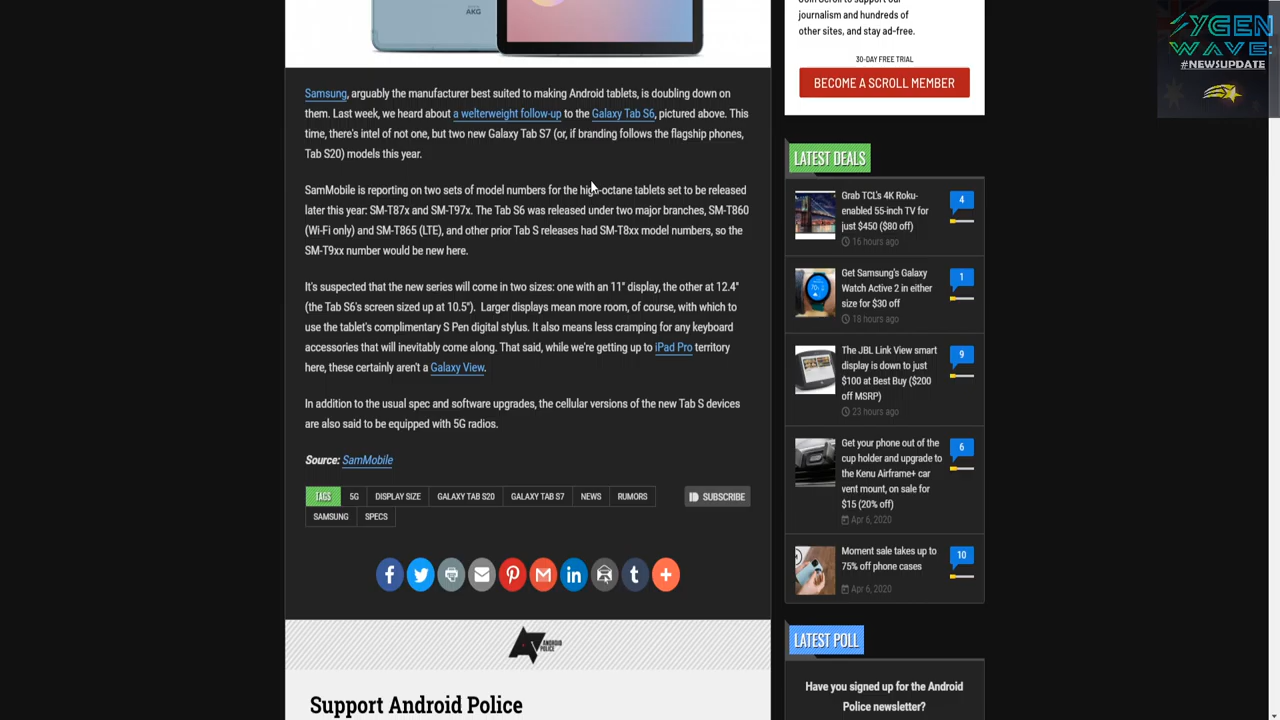 AKG
Samsung, arguably the manufacturer best suited to making Android tablets, is doubling down on
them. Last week, we heard about a welterweight follow-up to the Galaxy Tab S6, pictured above. This
time, there's intel of not one, but two new Galaxy Tab S7 (or, if branding follows the flagship phones,
Tab S20) models this year.
SamMobile is reporting on two sets of model numbers for the high-octane tablets set to be released
later this year: SM-T87x and SM-T97x. The Tab S6 was released under two major branches, SM-T860
(Wi-Fi only) and SM-T865 (LTE), and other prior Tab S releases had SM-T8xx model numbers, so the
SM-T9xx number would be new here.
It's suspected that the new series will come in two sizes: one with an 11" display, the other at 12.4"
(the Tab S6's screen sized up at 10.5"). Larger displays mean more room, of course, with which to
use the tablet's complimentary S Pen digital stylus. It also means less cramping for any keyboard
accessories that will inevitably come along. That said, while we're getting up to iPad Pro territory
here, these certainly aren't a Galaxy View.
In addition to the usual spec and software upgrades, the cellular versions of the new Tab S devices
are also said to be equipped with 5G radios.
Source: SamMobile
TAGS 5G DISPLAY SIZE GALAXY TAB S20 GALAXY TAB S7 NEWS RUMORS
SAMSUNG SPECS
SUBSCRIBE
ANDROID
POLICE
Support Android Police
Join Scroll to support our
journalism and hundreds of
other sites, and stay ad-free.
30-DAY FREE TRIAL
BECOME A SCROLL MEMBER
LATEST DEALS
Grab TCL's 4K Roku-
enabled 55-inch TV for
just $450 ($80 off)
16 hours ago
4
Get Samsung's Galaxy
Watch Active 2 in either
size for $30 off
18 hours ago
1
The JBL Link View smart
display is down to just
$100 at Best Buy ($200
off MSRP)
23 hours ago
9
Get your phone out of the
cup holder and upgrade to
the Kenu Airframe+ car
vent mount, on sale for
$15 (20% off)
Apr 6, 2020
6
Moment sale takes up to
75% off phone cases
Apr 6, 2020
10
LATEST POLL
Have you signed up for the Android
Police newsletter?
XYGEN
WAVE
#NEWSUPDATE